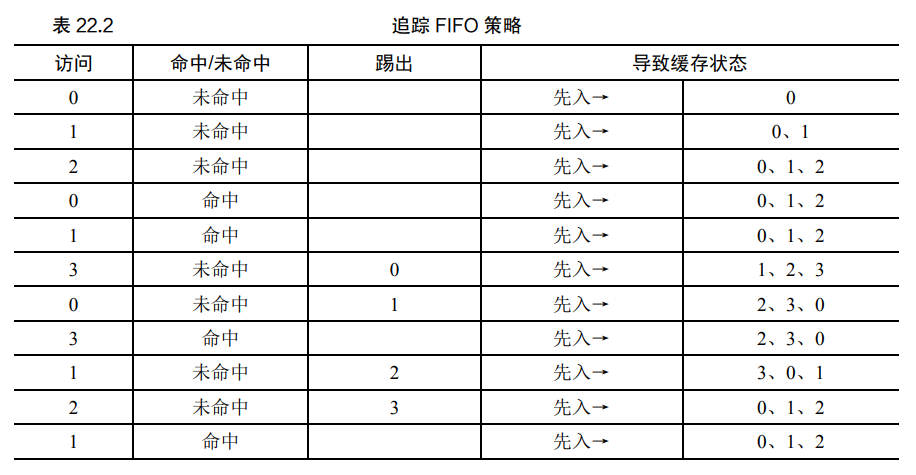 表 22.2 追踪 FIFO 策略
访问 命中/未命中 踢出 导致缓存状态
0 未命中 先入→ 0
1 未命中 先入→ 0、1
2 未命中 先入→ 0、1、2
0 命中 先入→ 0、1、2
1 命中 先入→ 0、1、2
3 未命中 0 先入→ 1、2、3
0 未命中 1 先入→ 2、3、0
3 命中 先入→ 2、3、0
1 未命中 2 先入→ 3、0、1
2 未命中 3 先入→ 0、1、2
1 命中 先入→ 0、1、2